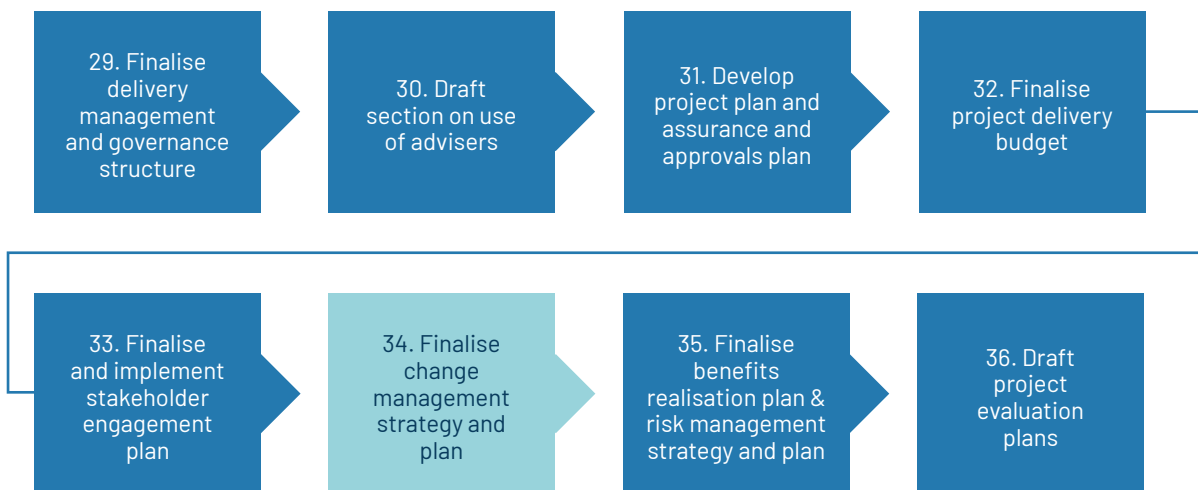 29. Finalise
delivery
management
and governance
structure
30. Draft
section on use
of advisers
31. Develop
project plan and
assurance and
approvals plan
32. Finalise
project delivery
budget
33. Finalise
and implement
stakeholder
engagement
plan
34. Finalise
change
management
strategy and
plan
35. Finalise
benefits
realisation plan &
risk management
strategy and plan
36. Draft
project
evaluation
plans